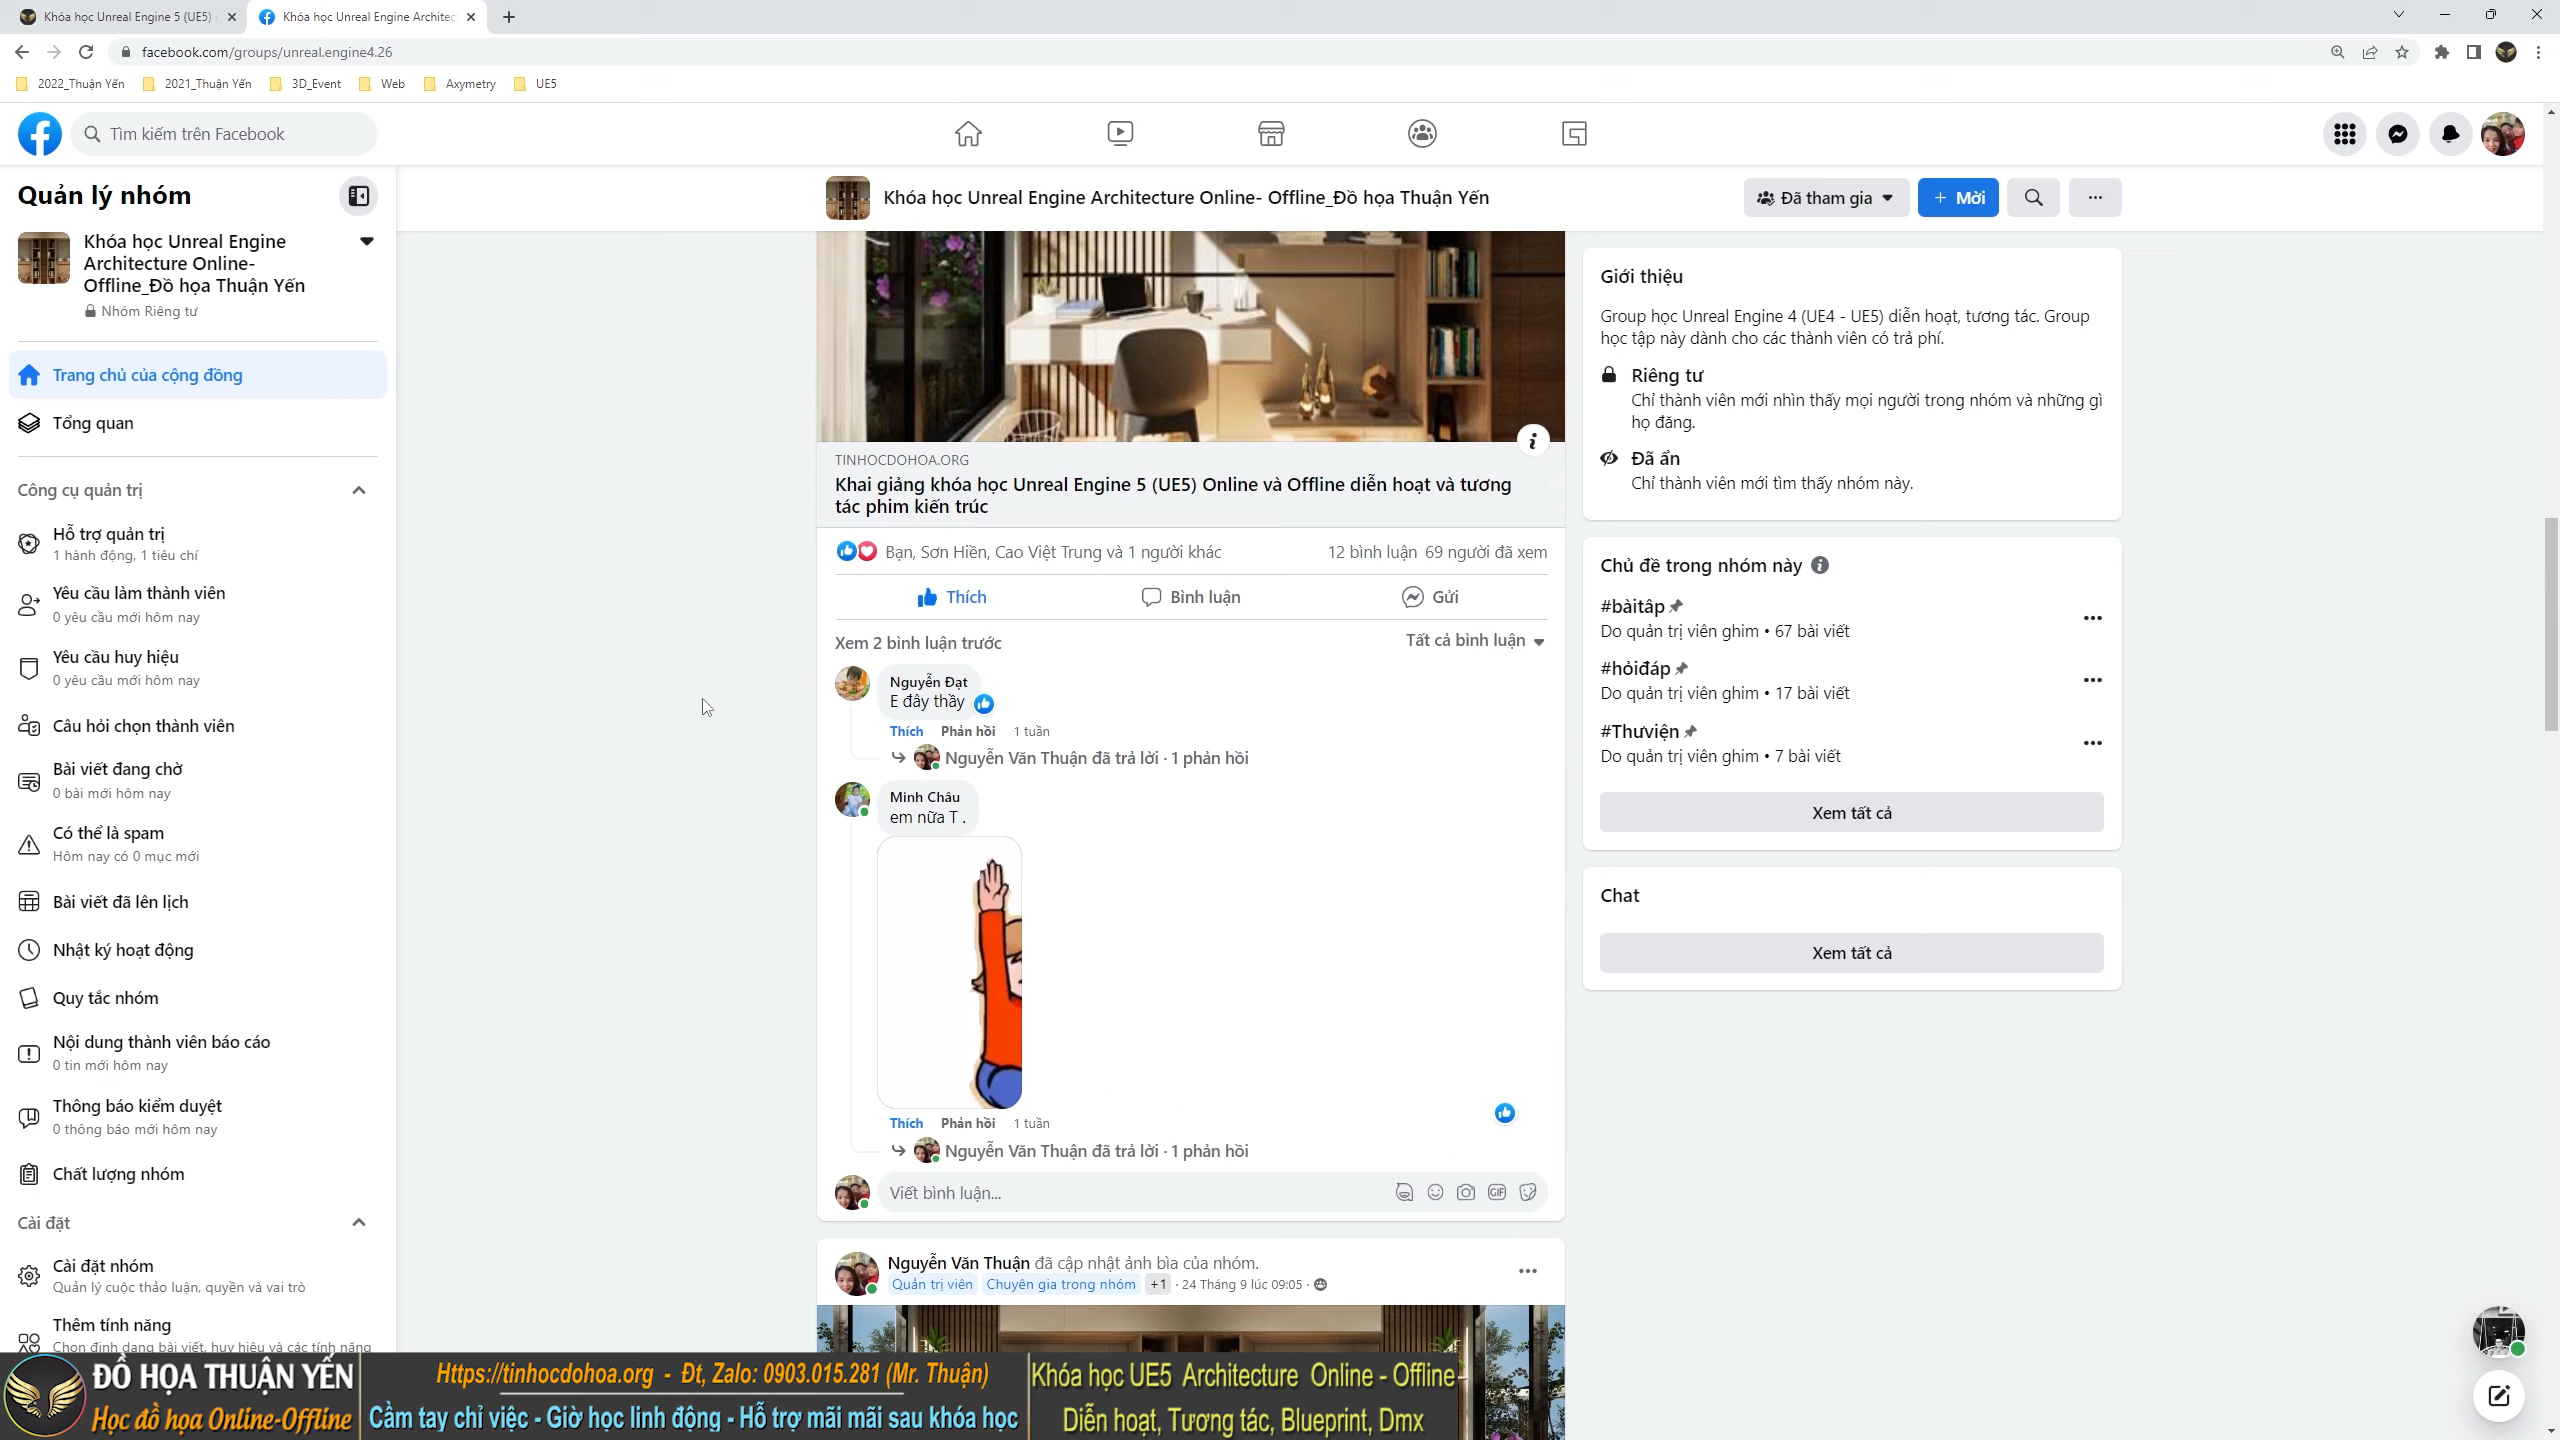 Khóa học Unreal Engine 5 (UE5)
Khóa học Unreal Engine Architec
facebook.com/groups/unreal.engine4.26
2022_Thuận Yến
2021_Thuận Yến
3D_Event
Web
Axymetry
UE5
Tìm kiếm trên Facebook
Quản lý nhóm
Khóa học Unreal Engine
Architecture Online-
Offline_Đồ họa Thuận Yến
Nhóm Riêng tư
Trang chủ của cộng đồng
Tổng quan
Công cụ quản trị
Hỗ trợ quản trị
1 hành động, 1 tiêu chí
Yêu cầu làm thành viên
0 yêu cầu mới hôm nay
Yêu cầu huy hiệu
0 yêu cầu mới hôm nay
Câu hỏi chọn thành viên
Bài viết đang chờ
0 bài mới hôm nay
Có thể là spam
Hôm nay có 0 mục mới
Bài viết đã lên lịch
Nhật ký hoạt động
Quy tắc nhóm
Nội dung thành viên báo cáo
0 tin mới hôm nay
Thông báo kiểm duyệt
0 thông báo mới hôm nay
Chất lượng nhóm
Cài đặt
Cài đặt nhóm
Quản lý cuộc thảo luận, quyền và vai trò
Thêm tính năng
Chọn định dạng bài viết, huy hiệu và các tính năng
Khóa học Unreal Engine Architecture Online- Offline_Đồ họa Thuận Yến
Đã tham gia
+ Mời
TINHOCDOHOA.ORG
Khai giảng khóa học Unreal Engine 5 (UE5) Online và Offline diễn hoạt và tương
tác phim kiến trúc
Bạn, Sơn Hiền, Cao Việt Trung và 1 người khác
12 bình luận 69 người đã xem
Thích
Bình luận
Gửi
Xem 2 bình luận trước
Tất cả bình luận
Nguyễn Đạt
E đây thầy
Thích Phản hồi 1 tuần
Nguyễn Văn Thuận đã trả lời · 1 phản hồi
Minh Châu
em nữa T .
Thích Phản hồi 1 tuần
Nguyễn Văn Thuận đã trả lời · 1 phản hồi
Viết bình luận...
GIF
Nguyễn Văn Thuận đã cập nhật ảnh bìa của nhóm.
Quản trị viên Chuyên gia trong nhóm +1 · 24 Tháng 9 lúc 09:05 ·
Giới thiệu
Group học Unreal Engine 4 (UE4 - UE5) diễn hoạt, tương tác. Group
học tập này dành cho các thành viên có trả phí.
Riêng tư
Chỉ thành viên mới nhìn thấy mọi người trong nhóm và những gì
họ đăng.
Đã ẩn
Chỉ thành viên mới tìm thấy nhóm này.
Chủ đề trong nhóm này
#bàitập
Do quản trị viên ghim • 67 bài viết
#hỏiđáp
Do quản trị viên ghim • 17 bài viết
#Thưviện
Do quản trị viên ghim • 7 bài viết
Xem tất cả
Chat
Xem tất cả
ĐỒ HỌA THUẬN YẾN
Học đồ họa Online-Offline
Https://tinhocdohoa.org - Đt, Zalo: 0903.015.281 (Mr. Thuận)
Cầm tay chỉ việc - Giờ học linh động - Hỗ trợ mãi mãi sau khóa học
Khóa học UE5 Architecture Online - Offline
Diễn hoạt, Tương tác, Blueprint, Dmx